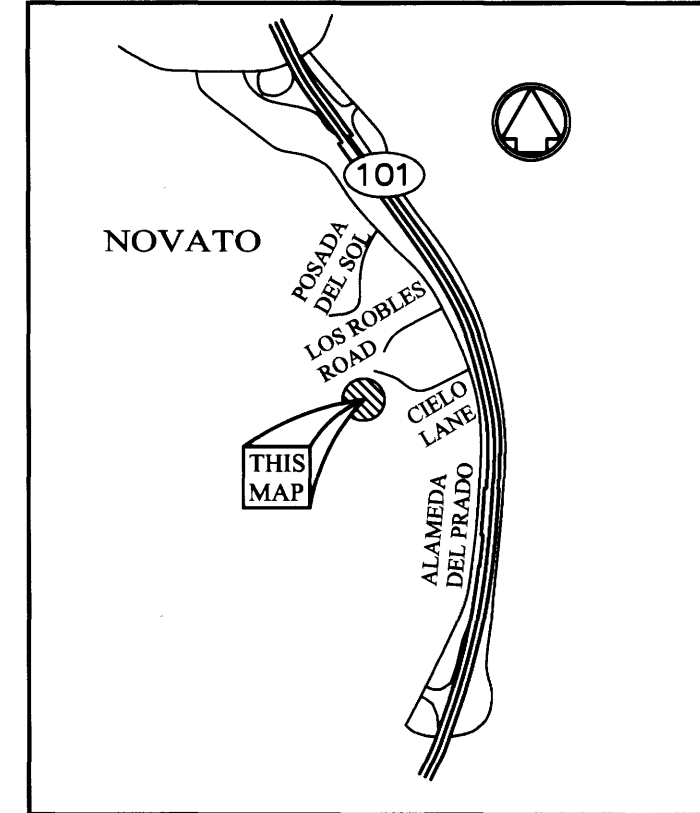 101
NOVATO
POSADA
DEL SOL
LOS ROBLES
ROAD
CIELO
LANE
THIS
MAP
ALAMEDA
DEL PRADO